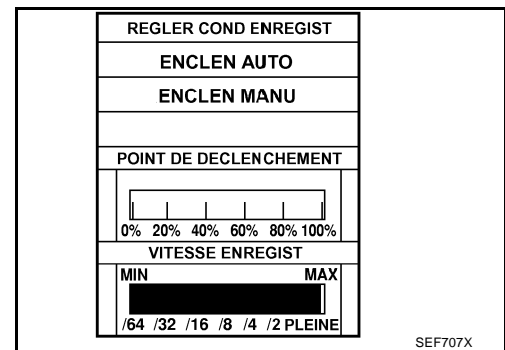 REGLER COND ENREGIST
ENCLEN AUTO
ENCLEN MANU
POINT DE DECLENCHEMENT
0% 20% 40% 60% 80% 100%
VITESSE ENREGIST
MIN MAX
/64 /32 /16 /8 /4 /2 PLEINE
SEF707X